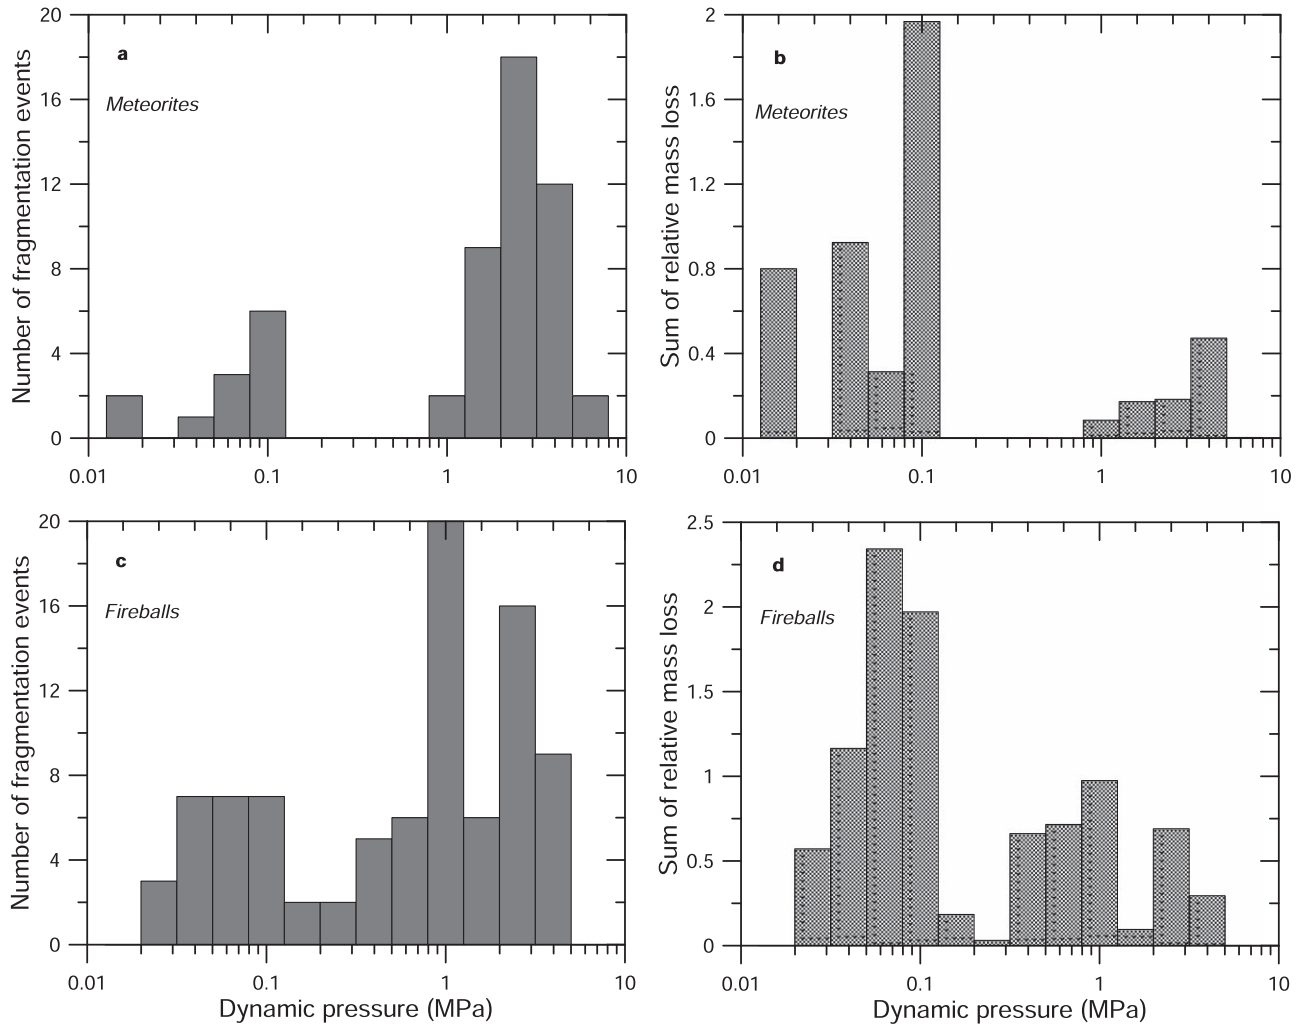 a
Meteorites
Number of fragmentation events
20
16
12
8
4
0
0.01 0.1 1 10
b
Meteorites
Sum of relative mass loss
2
1.6
1.2
0.8
0.4
0
0.01 0.1 1 10
c
Fireballs
Number of fragmentation events
20
16
12
8
4
0
0.01 0.1 1 10
Dynamic pressure (MPa)
d
Fireballs
Sum of relative mass loss
2.5
2
1.5
1
0.5
0
0.01 0.1 1 10
Dynamic pressure (MPa)